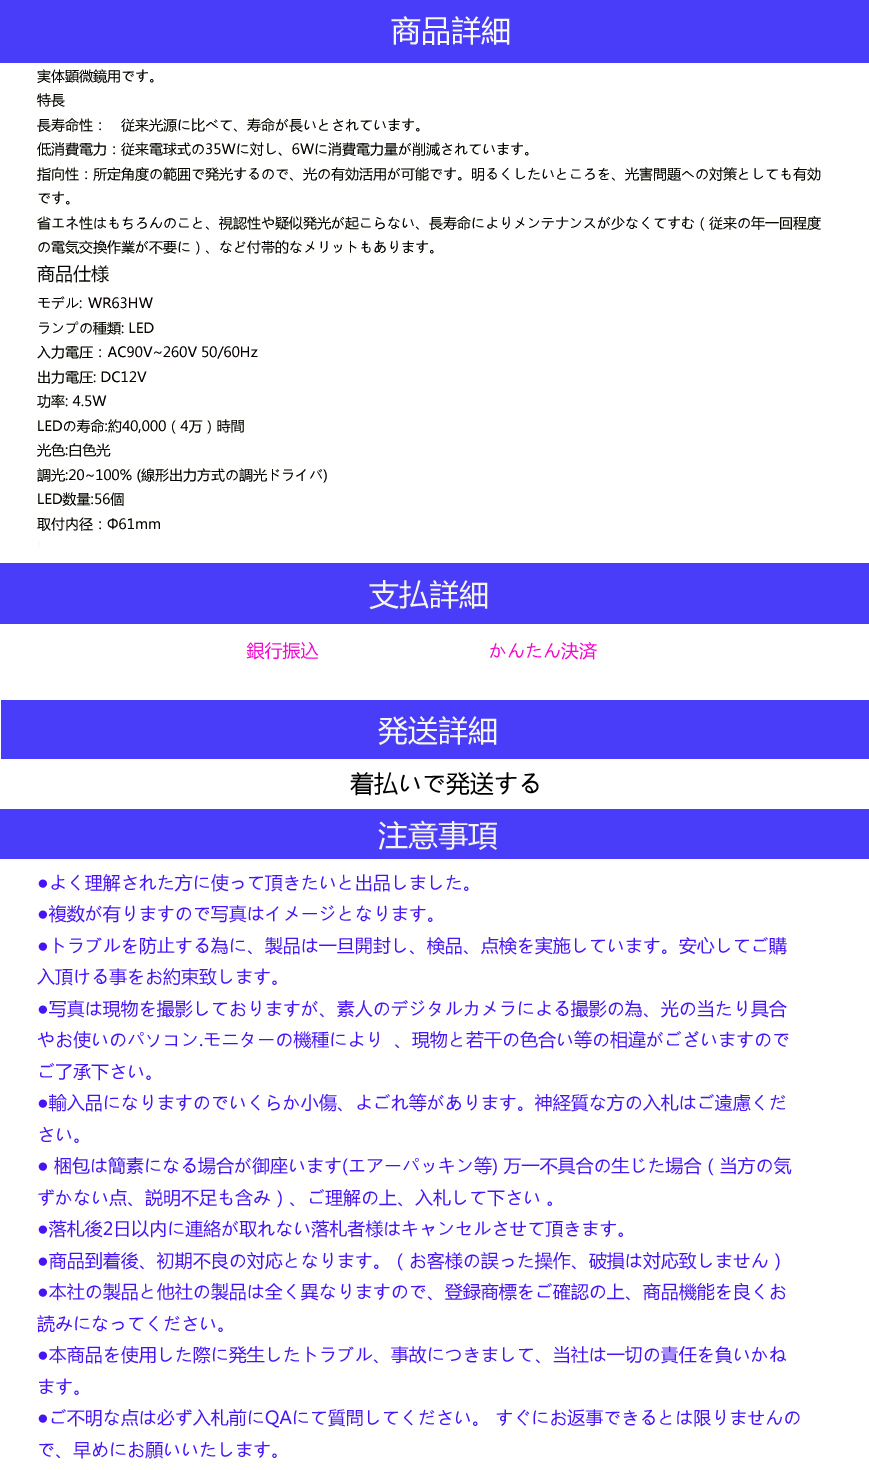 商品詳細
実体顕微鏡用です。
特長
長寿命性： 従来光源に比べて、寿命が長いとされています。
低消費電力：従来電球式の35Wに対し、6Wに消費電力量が削減されています。
指向性：所定角度の範囲で発光するので、光の有効活用が可能です。明るくしたいところを、光害問題への対策としても有効
です。
省エネ性はもちろんのこと、視認性や疑似発光が起こらない、長寿命によりメンテナンスが少なくてすむ（従来の年一回程度
の電気交換作業が不要に）、など付帯的なメリットもあります。
商品仕様
モデル: WR63HW
ランプの種類: LED
入力電圧：AC90V~260V 50/60Hz
出力電圧: DC12V
功率: 4.5W
LEDの寿命:約40,000（4万）時間
光色:白色光
調光:20~100% (線形出力方式の調光ドライバ)
LED数量:56個
取付内径：Φ61mm
支払詳細
銀行振込 かんたん決済
発送詳細
着払いで発送する
注意事項
●よく理解された方に使って頂きたいと出品しました。
●複数が有りますので写真はイメージとなります。
●トラブルを防止する為に、製品は一旦開封し、検品、点検を実施しています。安心してご購
入頂ける事をお約束致します。
●写真は現物を撮影しておりますが、素人のデジタルカメラによる撮影の為、光の当たり具合
やお使いのパソコン.モニターの機種により 、現物と若干の色合い等の相違がございますので
ご了承下さい。
●輸入品になりますのでいくらか小傷、よごれ等があります。神経質な方の入札はご遠慮くだ
さい。
● 梱包は簡素になる場合が御座います(エアーパッキン等) 万一不具合の生じた場合（当方の気
ずかない点、説明不足も含み）、ご理解の上、入札して下さい 。
●落札後2日以内に連絡が取れない落札者様はキャンセルさせて頂きます。
●商品到着後、初期不良の対応となります。（お客様の誤った操作、破損は対応致しません）
●本社の製品と他社の製品は全く異なりますので、登録商標をご確認の上、商品機能を良くお
読みになってください。
●本商品を使用した際に発生したトラブル、事故につきまして、当社は一切の責任を負いかね
ます。
●ご不明な点は必ず入札前にQAにて質問してください。 すぐにお返事できるとは限りませんの
で、早めにお願いいたします。